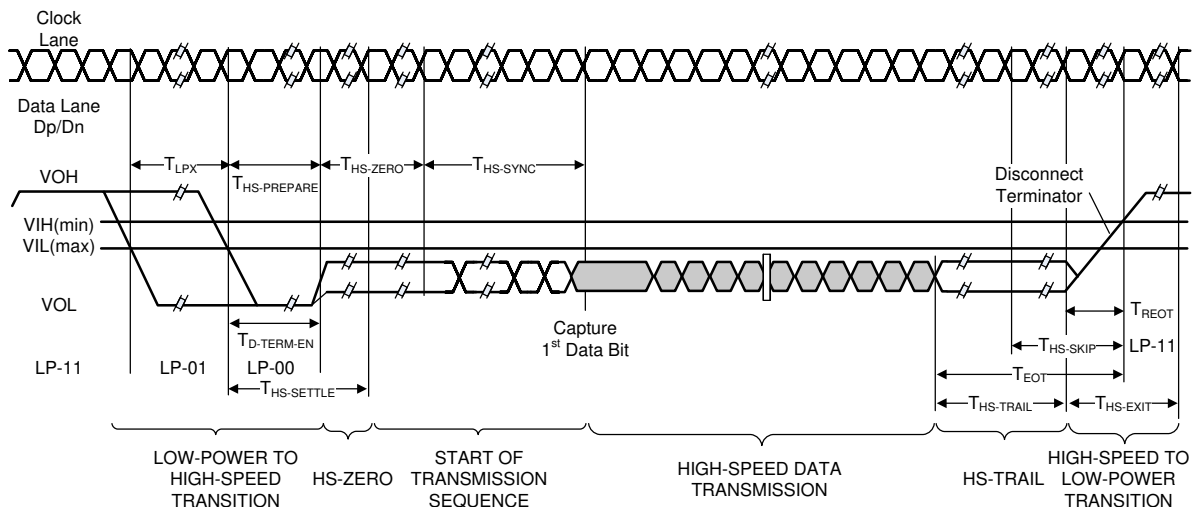 Clock
Lane
Data Lane
Dp/Dn
T_LPX
T_HS-PREPARE
T_HS-ZERO
T_HS-SYNC
VOH
Disconnect
Terminator
VIH(min)
VIL(max)
VOL
T_D-TERM-EN
Capture
1st Data Bit
T_REOT
LP-11
LP-01
LP-00
T_HS-SKIP
LP-11
T_EOT
T_HS-SETTLE
T_HS-TRAIL
T_HS-EXIT
LOW-POWER TO
HIGH-SPEED
TRANSITION
HS-ZERO
START OF
TRANSMISSION
SEQUENCE
HIGH-SPEED DATA
TRANSMISSION
HS-TRAIL
HIGH-SPEED TO
LOW-POWER
TRANSITION